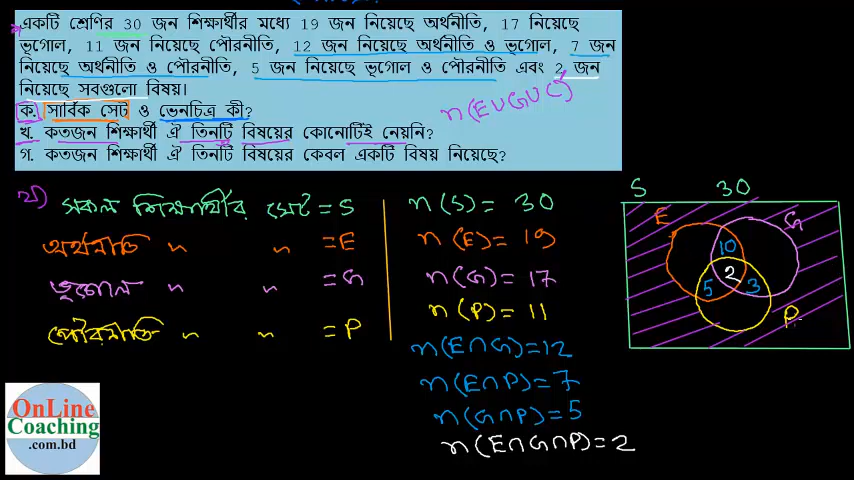 একটি শ্রেণির 30 জন শিক্ষার্থীর মধ্যে 19 জন নিয়েছে অর্থনীতি, 17 নিয়েছে
ভূগোল, 11 জন নিয়েছে পৌরনীতি, 12 জন নিয়েছে অর্থনীতি ও ভূগোল, 7 জন
নিয়েছে অর্থনীতি ও পৌরনীতি, 5 জন নিয়েছে ভূগোল ও পৌরনীতি এবং 2 জন
নিয়েছে সবগুলো বিষয়।
ক. সার্বিক সেট ও ভেনচিত্র কী?
n(E∪G∪C)
খ. কতজন শিক্ষার্থী ঐ তিনটি বিষয়ের কোনোটিই নেয়নি?
গ. কতজন শিক্ষার্থী ঐ তিনটি বিষয়ের কেবল একটি বিষয় নিয়েছে?
খ) সকল শিক্ষার্থীর সেট = S
অর্থনীতি " " = E
ভূগোল " " = G
পৌরনীতি " " = P
n(S) = 30
n(E) = 19
n(G) = 17
n(P) = 11
n(E∩G) = 12
n(E∩P) = 7
n(G∩P) = 5
n(E∩G∩P) = 2
S 30
E G
10
2
5 3
P
OnLine
Coaching
.com.bd